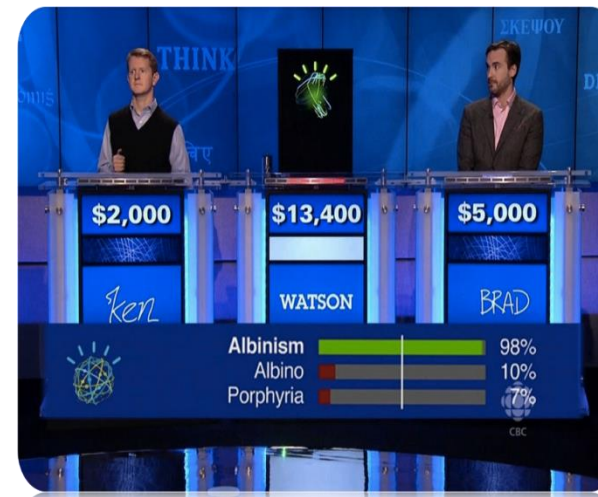 ΣΚΕΨΟΥ
THINK
$2,000
$13,400
$5,000
Ken
WATSON
BRAD
Albinism 98%
Albino 10%
Porphyria 7%
CBC